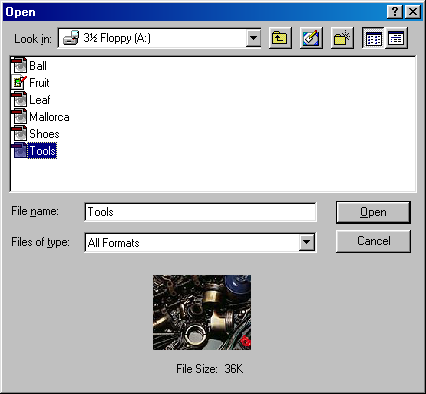 Open
Look in: 3½ Floppy (A:)
Ball
Fruit
Leaf
Mallorca
Shoes
Tools
File name: Tools Open
Files of type: All Formats Cancel
File Size: 36K